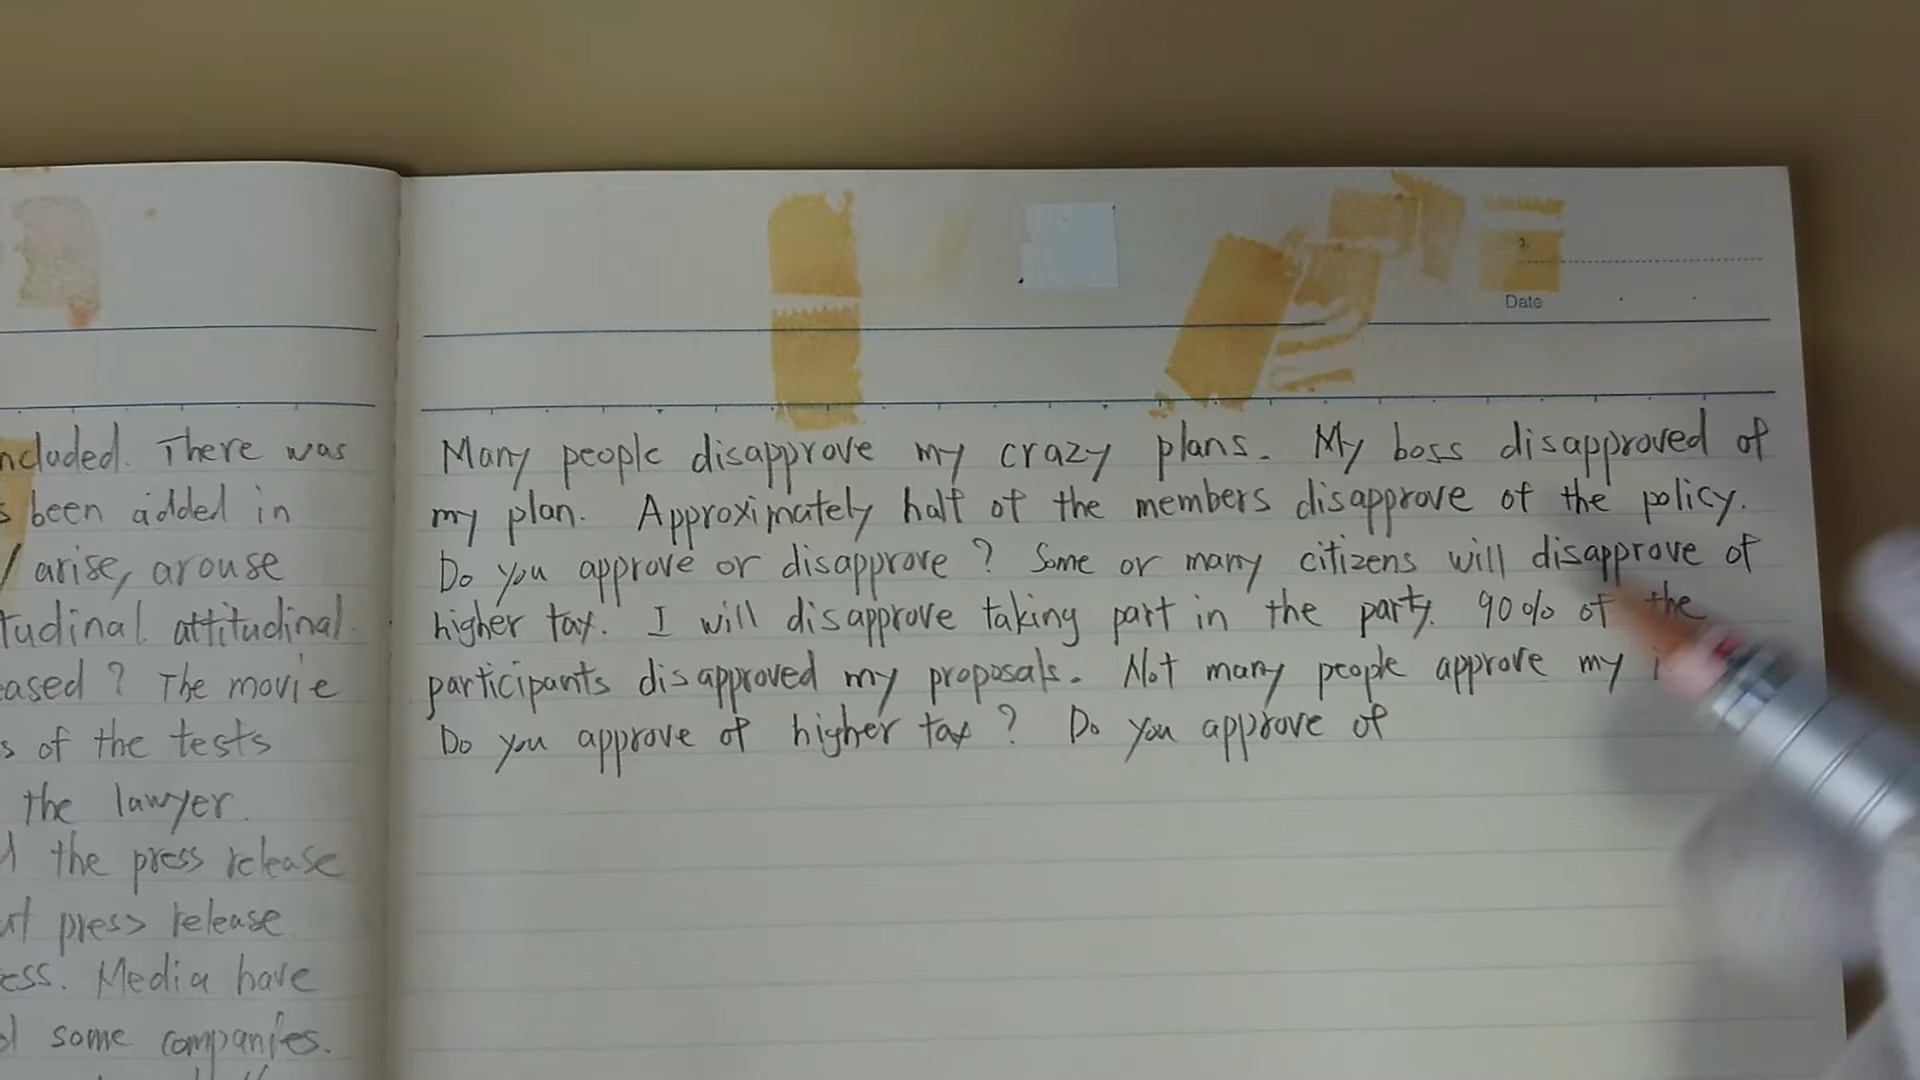 ncluded. There was
been added in
/ arise, arouse
tudinal attitudinal.
eased? The movie
s of the tests
the lawyer.
the press release
press release
ess. Media have
some companies.
Date
Many people disapprove my crazy plans. My boss disapproved of
my plan. Approximately half of the members disapprove of the policy.
Do you approve or disapprove? Some or many citizens will disapprove of
higher tax. I will disapprove taking part in the party. 90% of the
participants disapproved my proposals. Not many people approve my
Do you approve of higher tax? Do you approve of